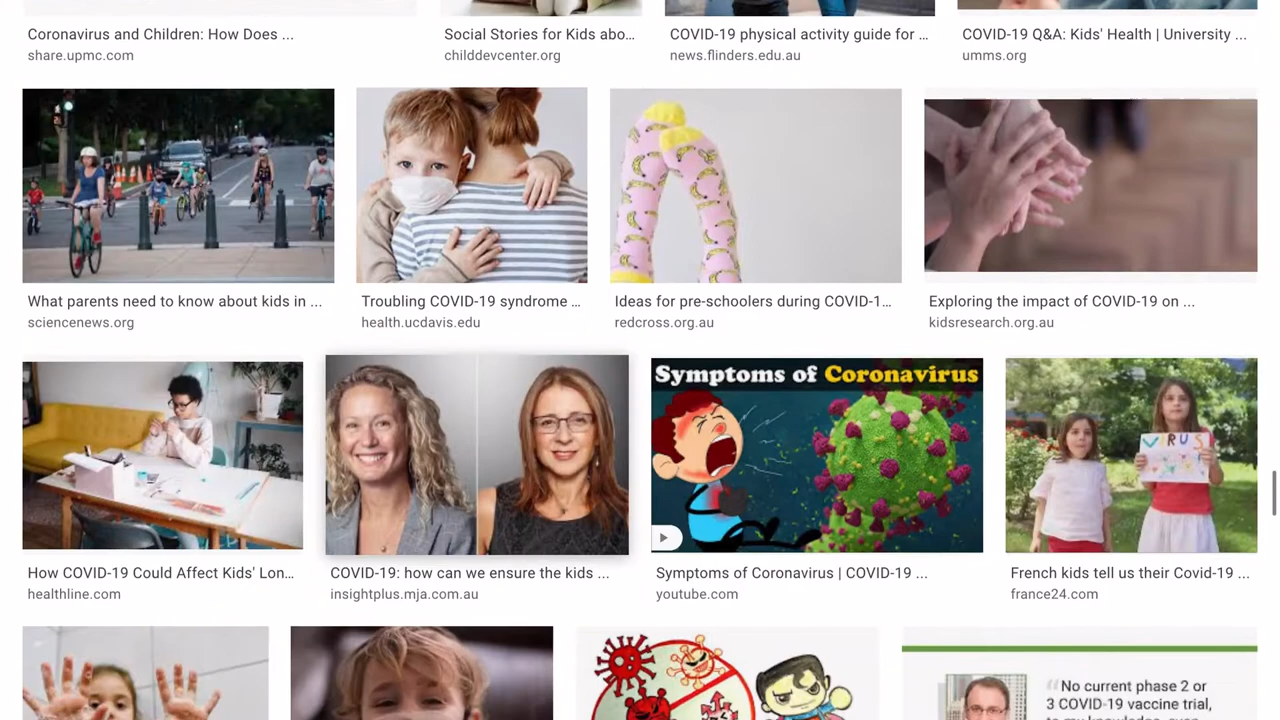 Coronavirus and Children: How Does ...
share.upmc.com
Social Stories for Kids abo...
childdevcenter.org
COVID-19 physical activity guide for ...
news.flinders.edu.au
COVID-19 Q&A: Kids' Health | University ...
umms.org
What parents need to know about kids in ...
sciencenews.org
Troubling COVID-19 syndrome ...
health.ucdavis.edu
Ideas for pre-schoolers during COVID-1...
redcross.org.au
Exploring the impact of COVID-19 on ...
kidsresearch.org.au
Symptoms of Coronavirus
VIRUS
How COVID-19 Could Affect Kids' Lon...
healthline.com
COVID-19: how can we ensure the kids ...
insightplus.mja.com.au
Symptoms of Coronavirus | COVID-19 ...
youtube.com
French kids tell us their Covid-19 ...
france24.com
“No current phase 2 or
3 COVID-19 vaccine trial,
to my knowledge, even